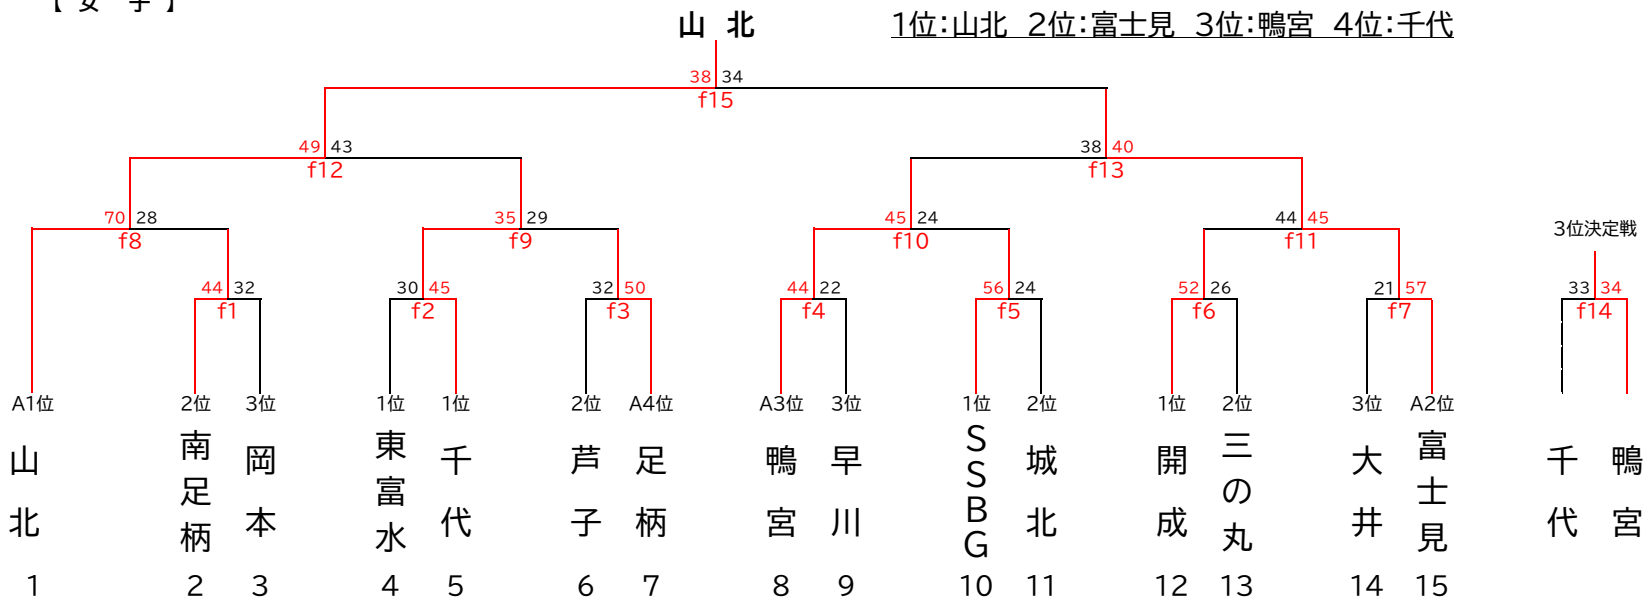 【 女 子 】
山 北
1位：山北 2位：富士見 3位：鴨宮 4位：千代
38 34
f15
49 43
f12
38 40
f13
70 28
f8
35 29
f9
45 24
f10
44 45
f11
3位決定戦
44 32
f1
30 45
f2
32 50
f3
44 22
f4
56 24
f5
52 26
f6
21 57
f7
33 34
f14
A1位 2位 3位 1位 1位 2位 A4位 A3位 3位 1位 2位 1位 2位 3位 A2位
山北
南足柄
岡本
東富水
千代
芦子
足柄
鴨宮
早川
SSBG
城北
開成
三の丸
大井
富士見
千代
鴨宮
1 2 3 4 5 6 7 8 9 10 11 12 13 14 15